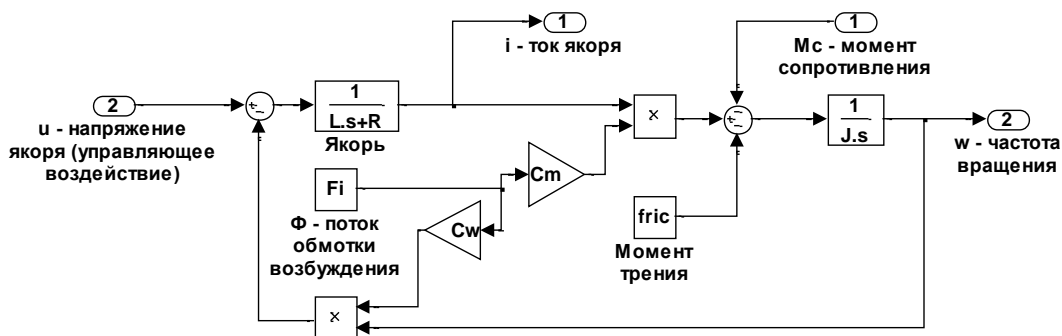 1
i - ток якоря
1
Мс - момент
сопротивления
2
u - напряжение
якоря (управляющее
воздействие)
1
L.s+R
Якорь
x
1
J.s
2
w - частота
вращения
Fi
Ф - поток
обмотки
возбуждения
Cm
Cw
fric
Момент
трения
x